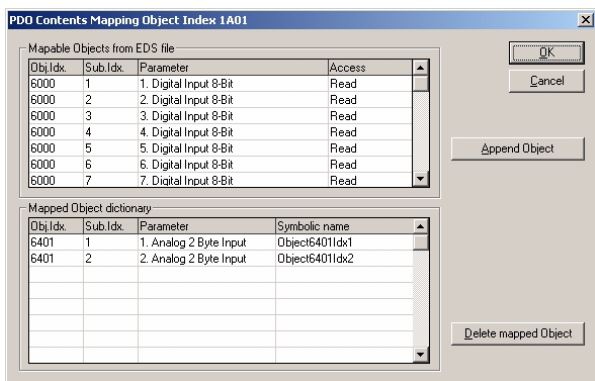 PDO Contents Mapping Object Index 1A01
Mapable Objects from EDS file
Obj.Idx. Sub.Idx. Parameter Access
6000 1 1. Digital Input 8-Bit Read
6000 2 2. Digital Input 8-Bit Read
6000 3 3. Digital Input 8-Bit Read
6000 4 4. Digital Input 8-Bit Read
6000 5 5. Digital Input 8-Bit Read
6000 6 6. Digital Input 8-Bit Read
6000 7 7. Digital Input 8-Bit Read
OK
Cancel
Append Object
Mapped Object dictionary
Obj.Idx. Sub.Idx. Parameter Symbolic name
6401 1 1. Analog 2 Byte Input Object6401Idx1
6401 2 2. Analog 2 Byte Input Object6401Idx2
Delete mapped Object